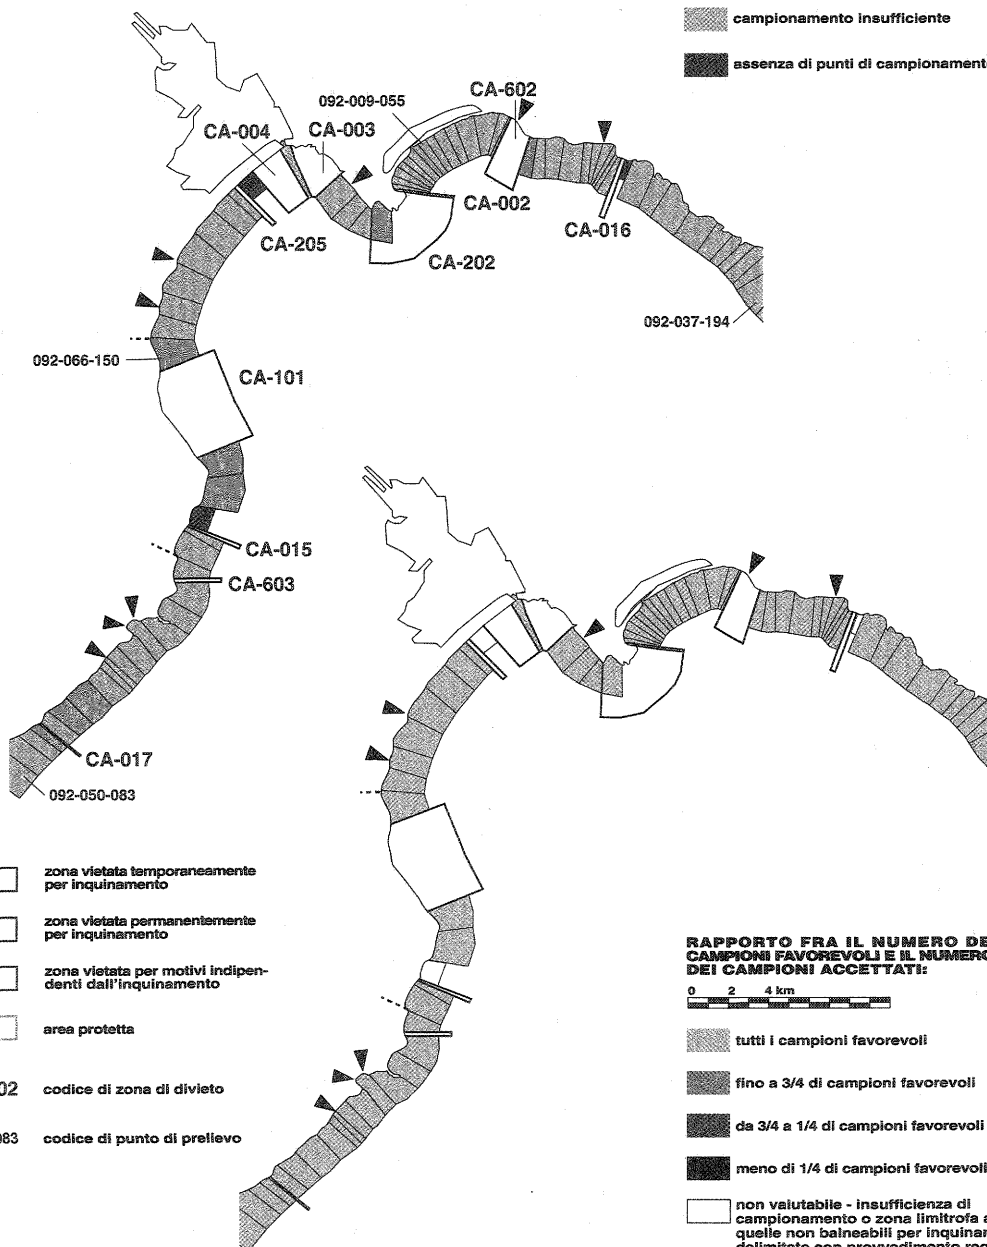 campionamento insufficiente
assenza di punti di campionament
CA-602
092-009-055
CA-004
CA-003
CA-002
CA-016
CA-205
CA-202
092-037-194
092-066-150
CA-101
CA-015
CA-603
CA-017
092-050-083
zona vietata temporaneamente
per inquinamento
zona vietata permanentemente
per inquinamento
zona vietata per motivi indipen-
denti dall'inquinamento
area protetta
02 codice di zona di divieto
083 codice di punto di prelievo
RAPPORTO FRA IL NUMERO DE
CAMPIONI FAVOREVOLI E IL NUMERO
DEI CAMPIONI ACCETTATI:
0 2 4 km
tutti i campioni favorevoli
fino a 3/4 di campioni favorevoli
da 3/4 a 1/4 di campioni favorevoli
meno di 1/4 di campioni favorevoli
non valutabile - insufficienza di
campionamento o zona limitrofa a
quelle non balneabili per inquinam